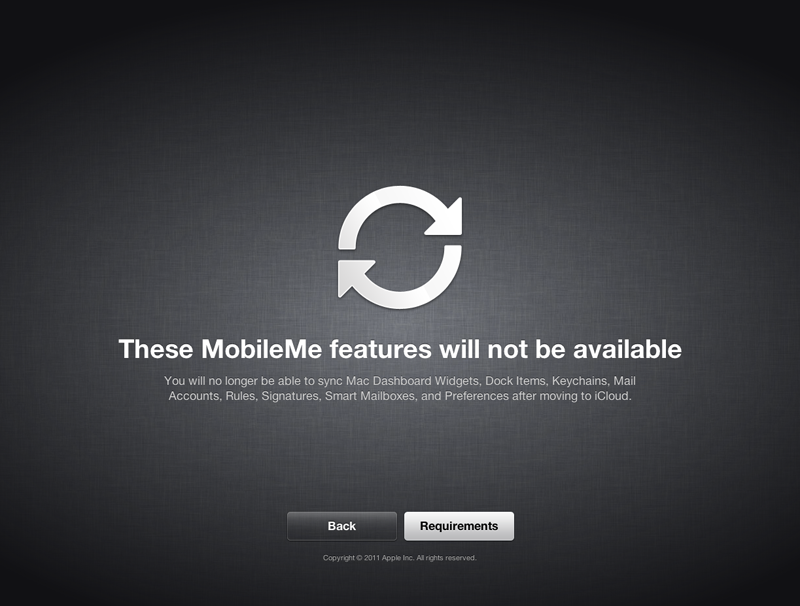 These MobileMe features will not be available
You will no longer be able to sync Mac Dashboard Widgets, Dock Items, Keychains, Mail
Accounts, Rules, Signatures, Smart Mailboxes, and Preferences after moving to iCloud.
Back
Requirements
Copyright © 2011 Apple Inc. All rights reserved.